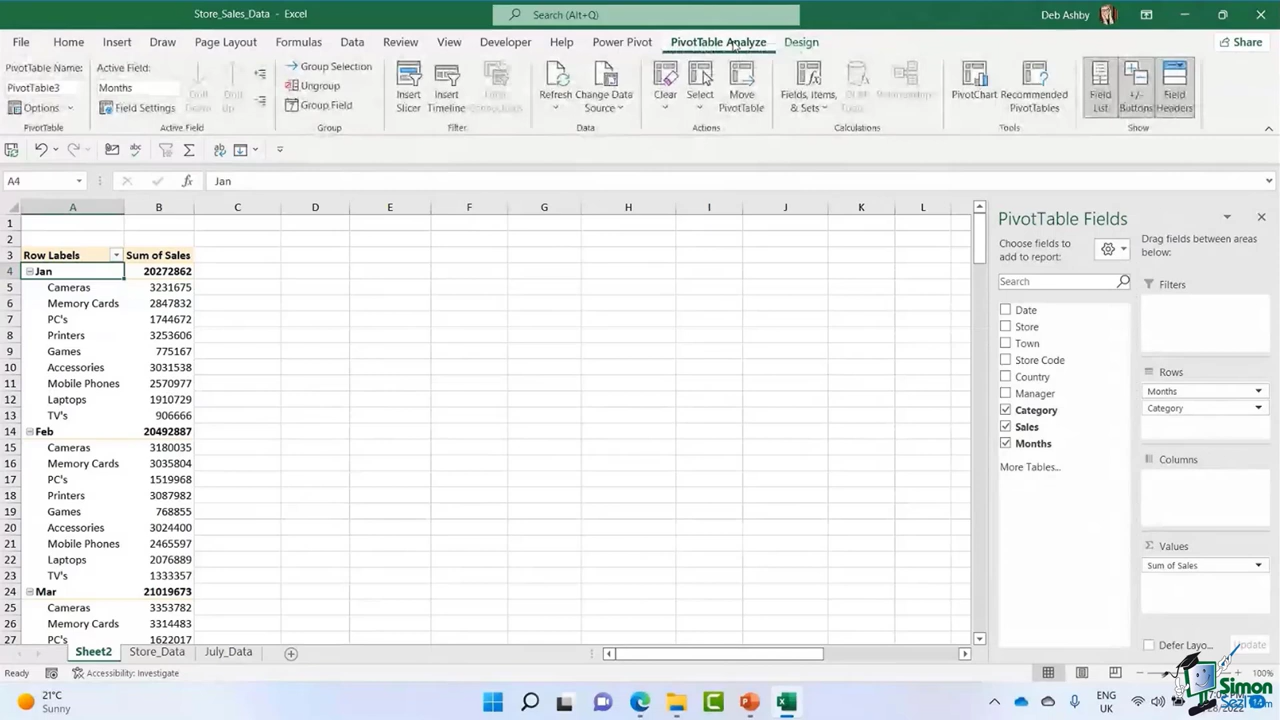 Store_Sales_Data - Excel
Search (Alt+Q)
Deb Ashby
File Home Insert Draw Page Layout Formulas Data Review View Developer Help Power Pivot PivotTable Analyze Design Share
PivotTable Name:
PivotTable3
Options
PivotTable
Active Field:
Months
Field Settings
Drill Down
Drill Up
Active Field
Group Selection
Ungroup
Group Field
Group
Insert Slicer
Insert Timeline
Filter
Refresh
Change Data Source
Data
Clear
Select
Move PivotTable
Actions
Fields, Items, & Sets
Calculations
PivotChart
Recommended PivotTables
Tools
Field List
+/- Buttons
Field Headers
Show
A4
fx
Jan
A B C D E F G H I J K L
1
2
3 Row Labels Sum of Sales
4 Jan 20272862
5 Cameras 3231675
6 Memory Cards 2847832
7 PC's 1744672
8 Printers 3253606
9 Games 775167
10 Accessories 3031538
11 Mobile Phones 2570977
12 Laptops 1910729
13 TV's 906666
14 Feb 20492887
15 Cameras 3180035
16 Memory Cards 3035804
17 PC's 1519968
18 Printers 3087982
19 Games 768855
20 Accessories 3024400
21 Mobile Phones 2465597
22 Laptops 2076889
23 TV's 1333357
24 Mar 21019673
25 Cameras 3353782
26 Memory Cards 3314483
27 PC's 1622017
PivotTable Fields
Choose fields to
add to report:
Search
Date
Store
Town
Store Code
Country
Manager
Category
Sales
Months
More Tables...
Drag fields between areas
below:
Filters
Rows
Months
Category
Columns
Values
Sum of Sales
Defer Layo...
Update
Sheet2 Store_Data July_Data
Ready
Accessibility: Investigate
100%
21°C
Sunny
ENG
UK
Simon